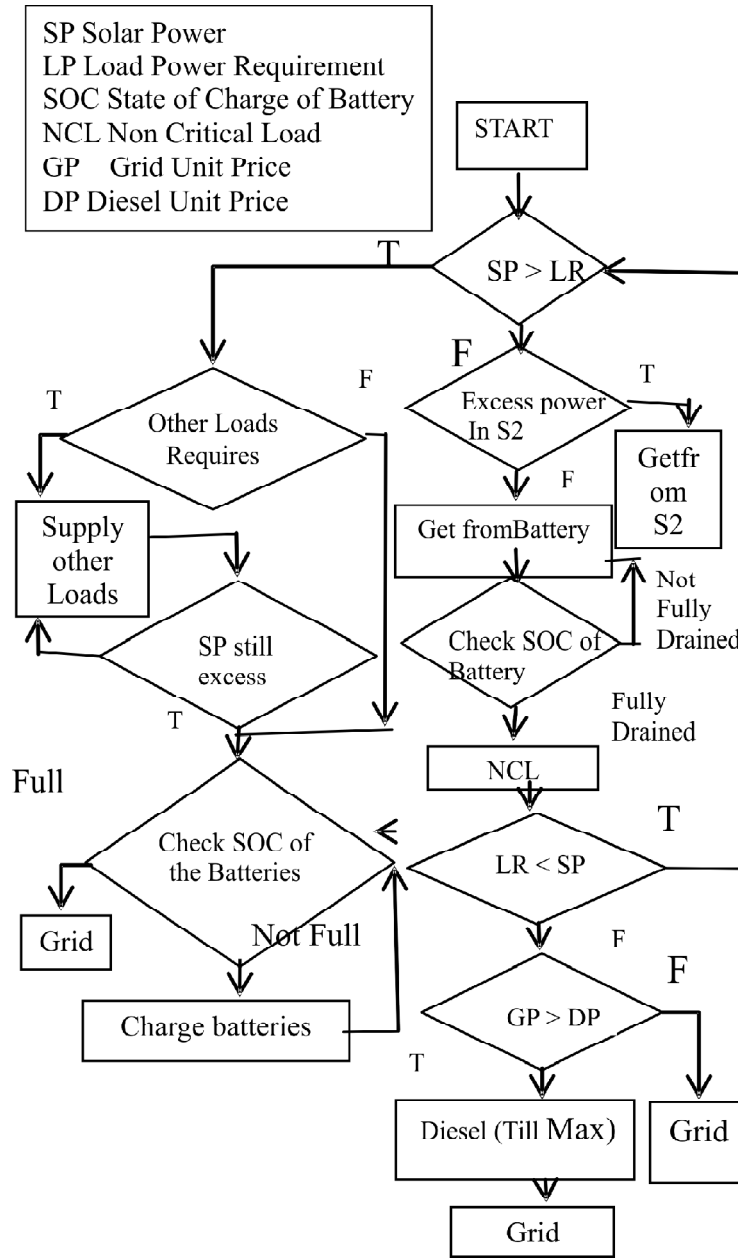 SP Solar Power
LP Load Power Requirement
SOC State of Charge of Battery
NCL Non Critical Load
GP Grid Unit Price
DP Diesel Unit Price
START
T
SP > LR
F
T
Other Loads
Requires
F
Excess power
In S2
T
Getfr
om
S2
F
Supply
other
Loads
Get fromBattery
Not
Fully
Drained
SP still
excess
Check SOC of
Battery
T
Fully
Drained
NCL
Full
Check SOC of
the Batteries
T
LR < SP
Grid
Not Full
F
F
Charge batteries
GP > DP
T
Diesel (Till Max)
Grid
Grid